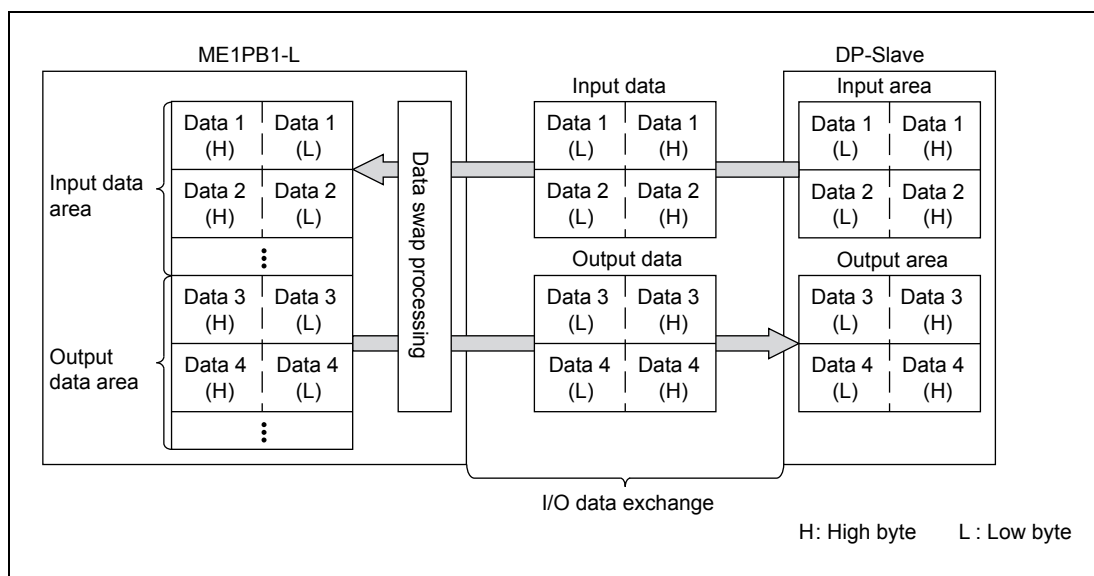 ME1PB1-L
DP-Slave
Input data
Input area
Input data
area
Data 1
(H)
Data 1
(L)
Data 2
(H)
Data 2
(L)
Data swap processing
Data 1
(L)
Data 1
(H)
Data 2
(L)
Data 2
(H)
Data 1
(L)
Data 1
(H)
Data 2
(L)
Data 2
(H)
Output data
Output area
Output
data area
Data 3
(H)
Data 3
(L)
Data 4
(H)
Data 4
(L)
Data 3
(L)
Data 3
(H)
Data 4
(L)
Data 4
(H)
Data 3
(L)
Data 3
(H)
Data 4
(L)
Data 4
(H)
I/O data exchange
H: High byte L : Low byte